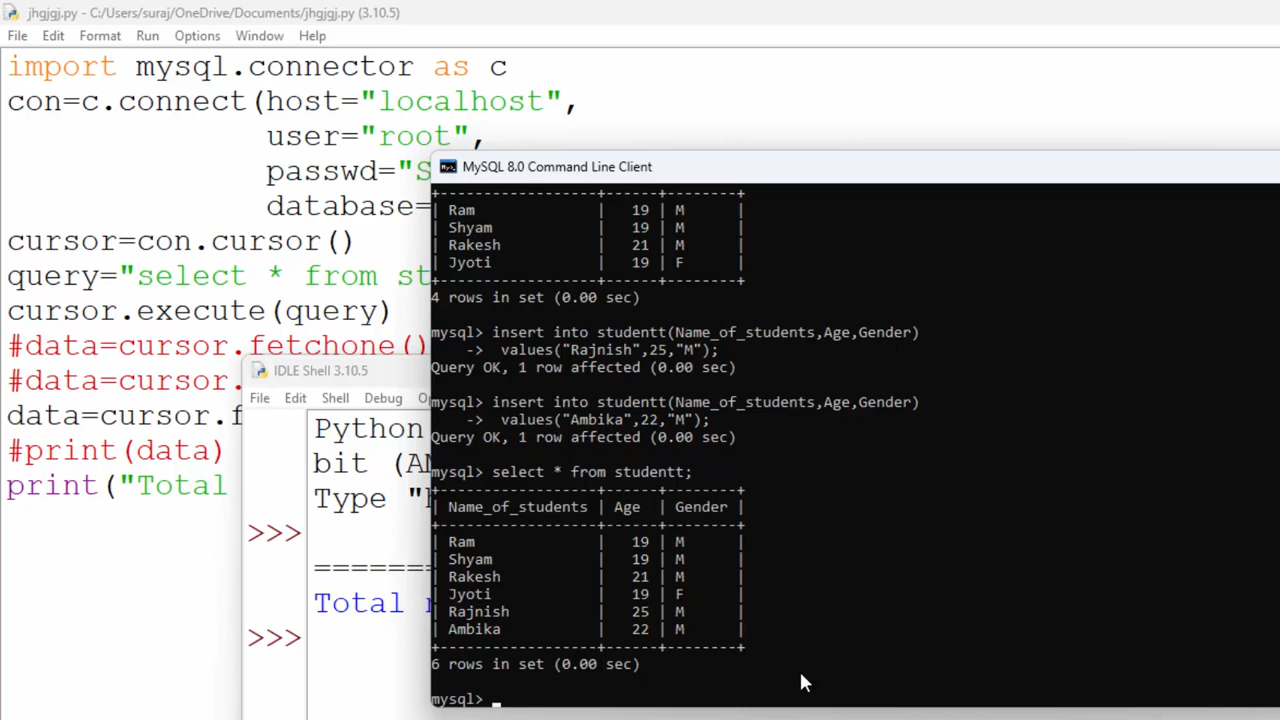 jhgjgj.py - C:/Users/suraj/OneDrive/Documents/jhgjgj.py (3.10.5)
File Edit Format Run Options Window Help
import mysql.connector as c
con=c.connect(host="localhost",
user="root",
passwd="S
database=
cursor=con.cursor()
query="select * from st
cursor.execute(query)
#data=cursor.fetchone()
#data=cursor.
data=cursor.f
#print(data)
print("Total
IDLE Shell 3.10.5
File Edit Shell Debug
Python
bit (AM
Type "h
>>>
=======
Total
>>>
MySQL 8.0 Command Line Client
+------------------+------+--------+
| Ram | 19 | M |
| Shyam | 19 | M |
| Rakesh | 21 | M |
| Jyoti | 19 | F |
+------------------+------+--------+
4 rows in set (0.00 sec)
mysql> insert into studentt(Name_of_students,Age,Gender)
-> values("Rajnish",25,"M");
Query OK, 1 row affected (0.00 sec)
mysql> insert into studentt(Name_of_students,Age,Gender)
-> values("Ambika",22,"M");
Query OK, 1 row affected (0.00 sec)
mysql> select * from studentt;
+------------------+------+--------+
| Name_of_students | Age | Gender |
+------------------+------+--------+
| Ram | 19 | M |
| Shyam | 19 | M |
| Rakesh | 21 | M |
| Jyoti | 19 | F |
| Rajnish | 25 | M |
| Ambika | 22 | M |
+------------------+------+--------+
6 rows in set (0.00 sec)
mysql>